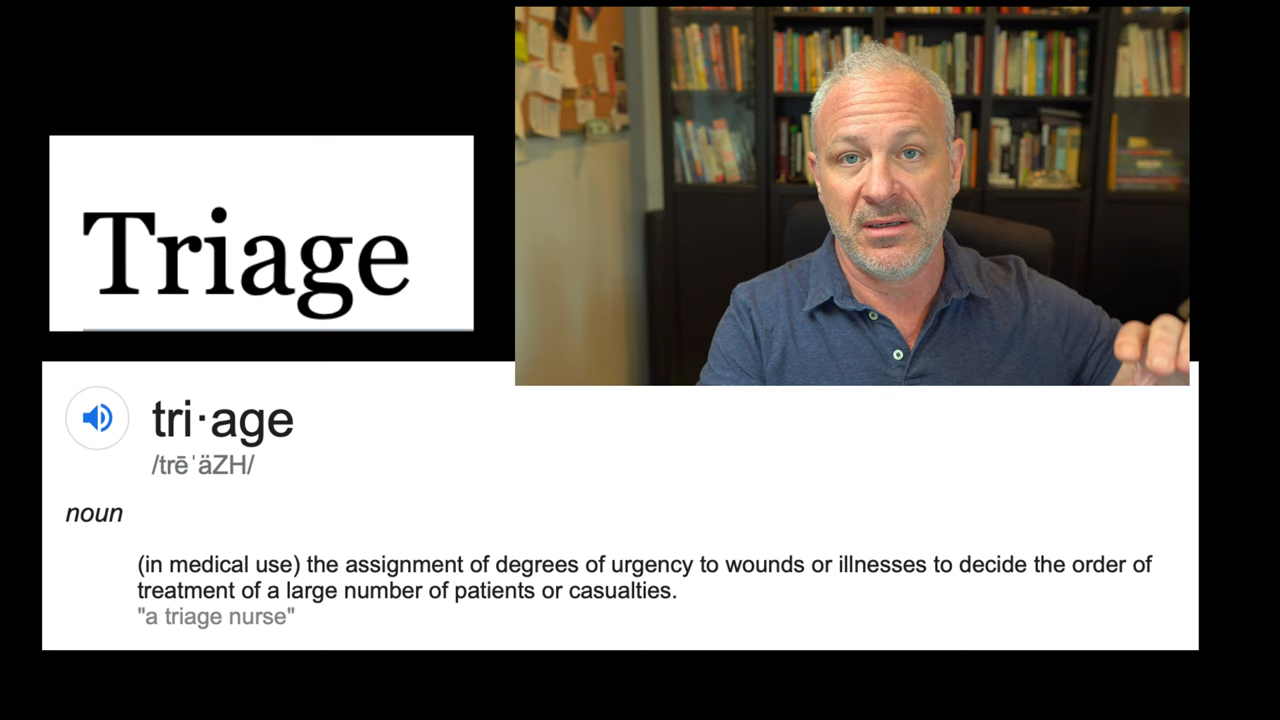 Triage
tri·age
/trēˈäZH/
noun
(in medical use) the assignment of degrees of urgency to wounds or illnesses to decide the order of
treatment of a large number of patients or casualties.
"a triage nurse"